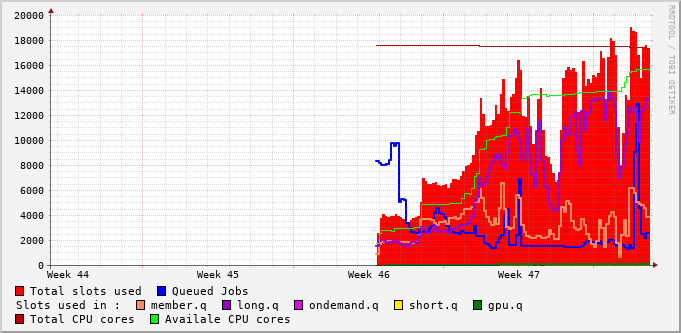 20000
18000
16000
14000
12000
10000
8000
6000
4000
2000
0
Week 44 Week 45 Week 46 Week 47
RRDTOOL / TOBI OETIKER
Total slots used Queued Jobs
Slots used in : member.q long.q ondemand.q short.q gpu.q
Total CPU cores Availale CPU cores